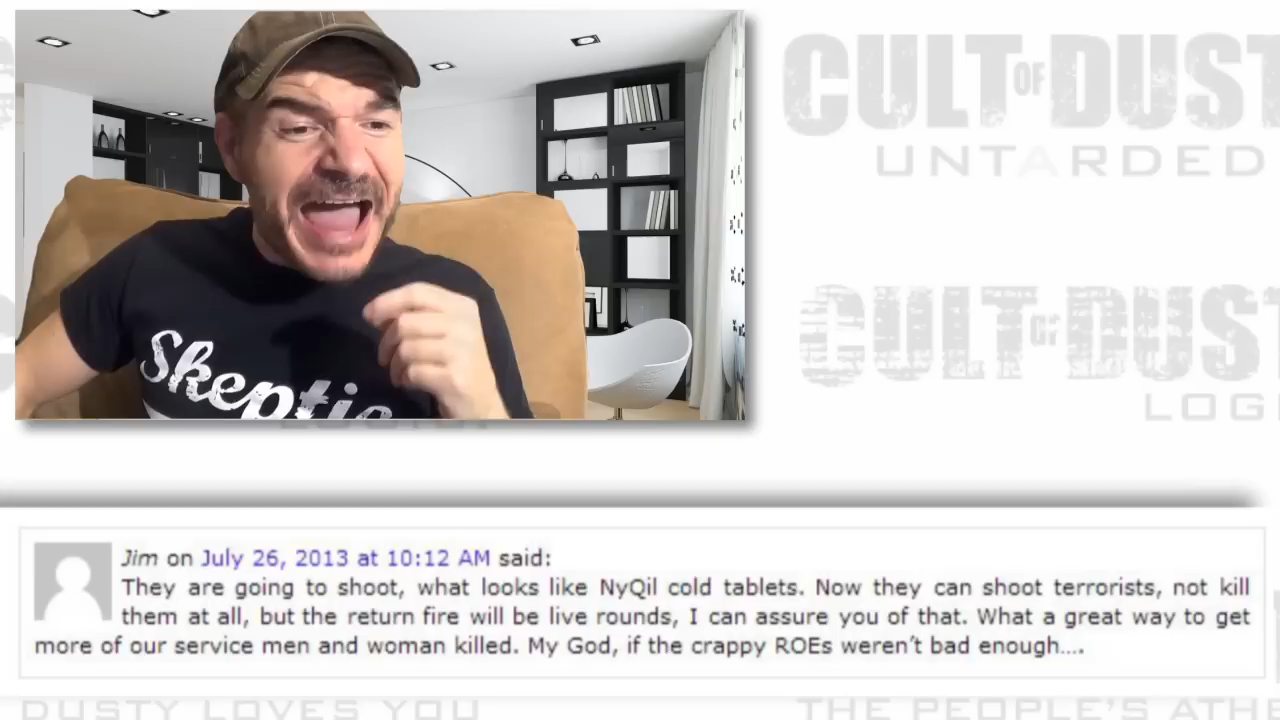 CULT OF DUST
UNTARDED
Skeptic
CULT OF DUST
LOG
Jim on July 26, 2013 at 10:12 AM said:
They are going to shoot, what looks like NyQil cold tablets. Now they can shoot terrorists, not kill
them at all, but the return fire will be live rounds, I can assure you of that. What a great way to get
more of our service men and woman killed. My God, if the crappy ROEs weren't bad enough....
DUSTY LOVES YOU
THE PEOPLE'S ATHE